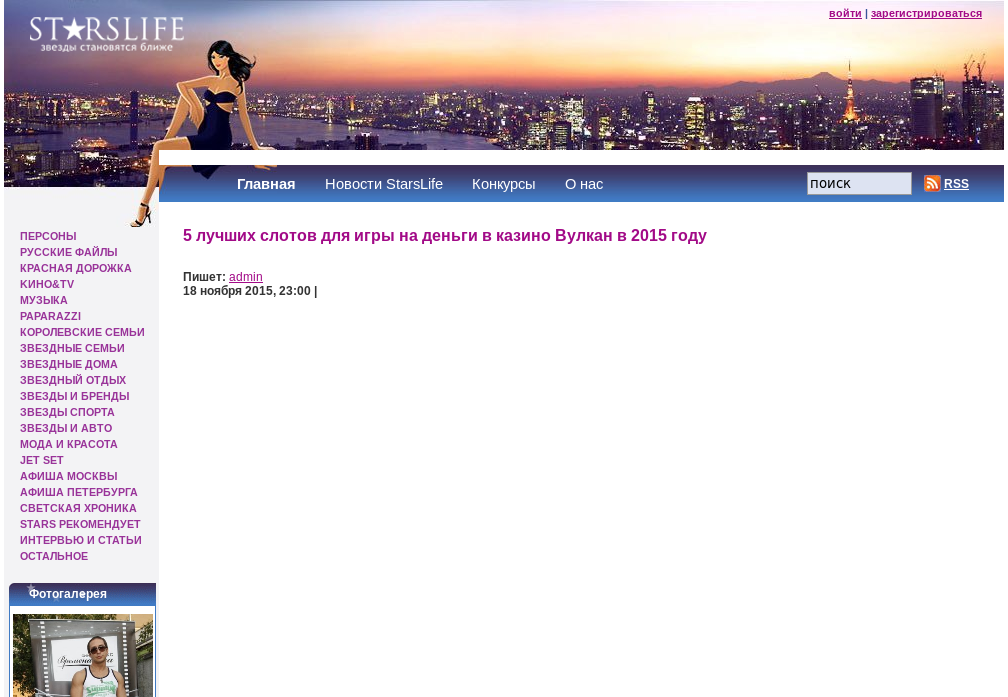 войти | зарегистрироваться
STARSLIFE
звезды становятся ближе
Главная Новости StarsLife Конкурсы О нас поиск RSS
ПЕРСОНЫ
РУССКИЕ ФАЙЛЫ
КРАСНАЯ ДОРОЖКА
КИНО&TV
МУЗЫКА
PAPARAZZI
КОРОЛЕВСКИЕ СЕМЬИ
ЗВЕЗДНЫЕ СЕМЬИ
ЗВЕЗДНЫЕ ДОМА
ЗВЕЗДНЫЙ ОТДЫХ
ЗВЕЗДЫ И БРЕНДЫ
ЗВЕЗДЫ СПОРТА
ЗВЕЗДЫ И АВТО
МОДА И КРАСОТА
JET SET
АФИША МОСКВЫ
АФИША ПЕТЕРБУРГА
СВЕТСКАЯ ХРОНИКА
STARS РЕКОМЕНДУЕТ
ИНТЕРВЬЮ И СТАТЬИ
ОСТАЛЬНОЕ
Фотогалерея
5 лучших слотов для игры на деньги в казино Вулкан в 2015 году
Пишет: admin
18 ноября 2015, 23:00 |